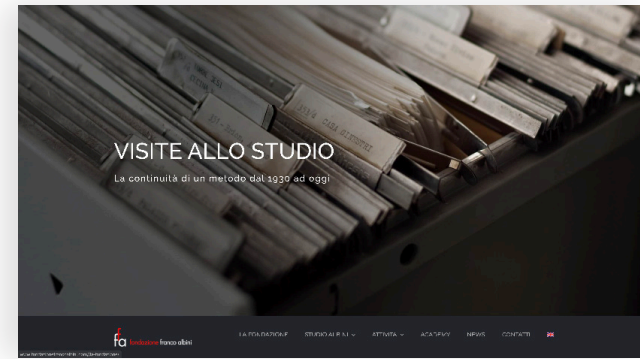 VISITE ALLO STUDIO
La continuità di un metodo dal 1930 ad oggi
fondazione franco albini
LA FONDAZIONE STUDIO ALBINI ATTIVITÀ ACADEMY NEWS CONTATTI